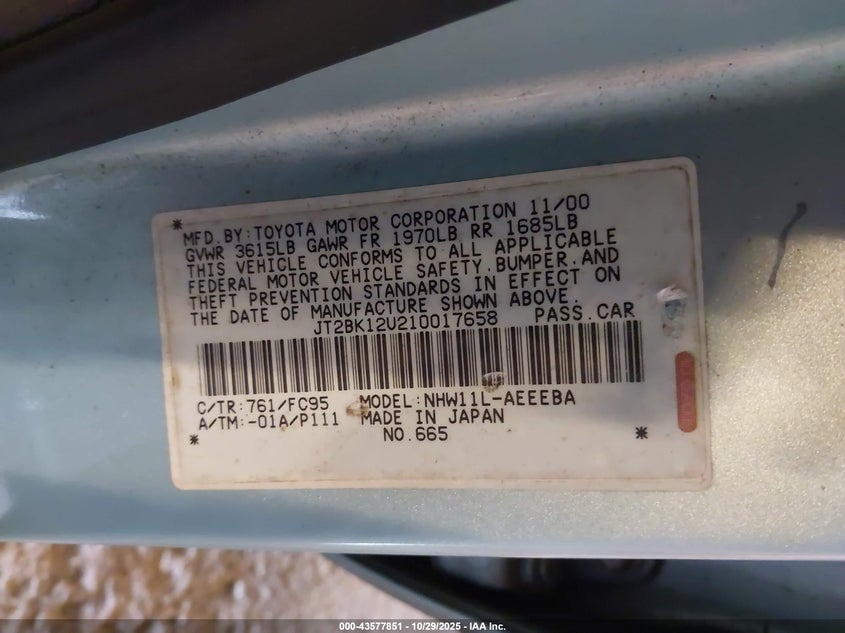 *
MFD.BY:TOYOTA MOTOR CORPORATION 11/00
GVWR 3615LB GAWR FR 1970LB RR 1685LB
THIS VEHICLE CONFORMS TO ALL APPLICABLE
FEDERAL MOTOR VEHICLE SAFETY,BUMPER,AND
THEFT PREVENTION STANDARDS IN EFFECT ON
THE DATE OF MANUFACTURE SHOWN ABOVE.
JT2BK12U210017658 PASS.CAR
C/TR:761/FC95 MODEL:NHW11L-AEEEBA
A/TM:-01A/P111 MADE IN JAPAN
* NO.665 *
000-43577851 - 10/29/2025 - IAA Inc.